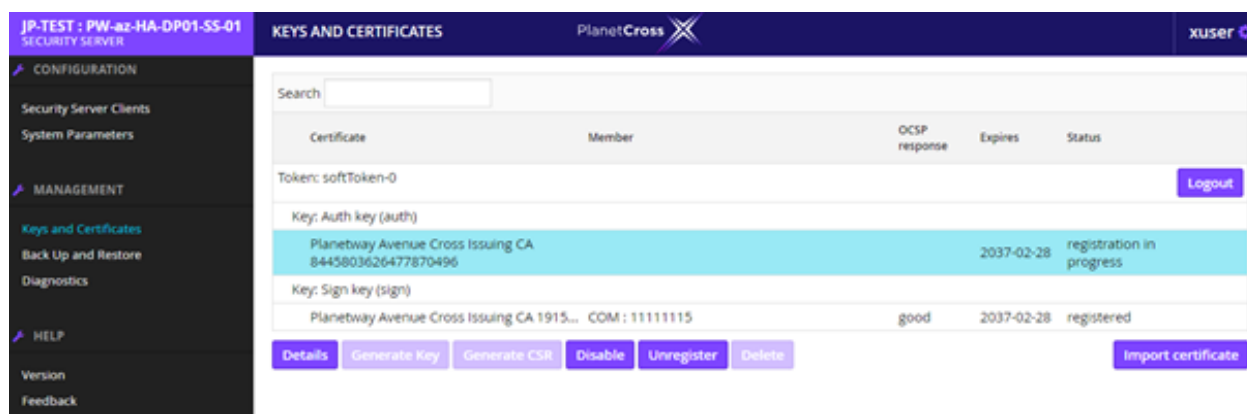 JP-TEST : PW-az-HA-DP01-SS-01
SECURITY SERVER
KEYS AND CERTIFICATES
PlanetCross
xuser
CONFIGURATION
Security Server Clients
System Parameters
MANAGEMENT
Keys and Certificates
Back Up and Restore
Diagnostics
HELP
Version
Feedback
Search
Certificate Member OCSP response Expires Status
Token: softToken-0 Logout
Key: Auth key (auth)
Planetway Avenue Cross Issuing CA
8445803626477870496 2037-02-28 registration in progress
Key: Sign key (sign)
Planetway Avenue Cross Issuing CA 1915... COM : 11111115 good 2037-02-28 registered
Details Generate Key Generate CSR Disable Unregister Delete Import certificate